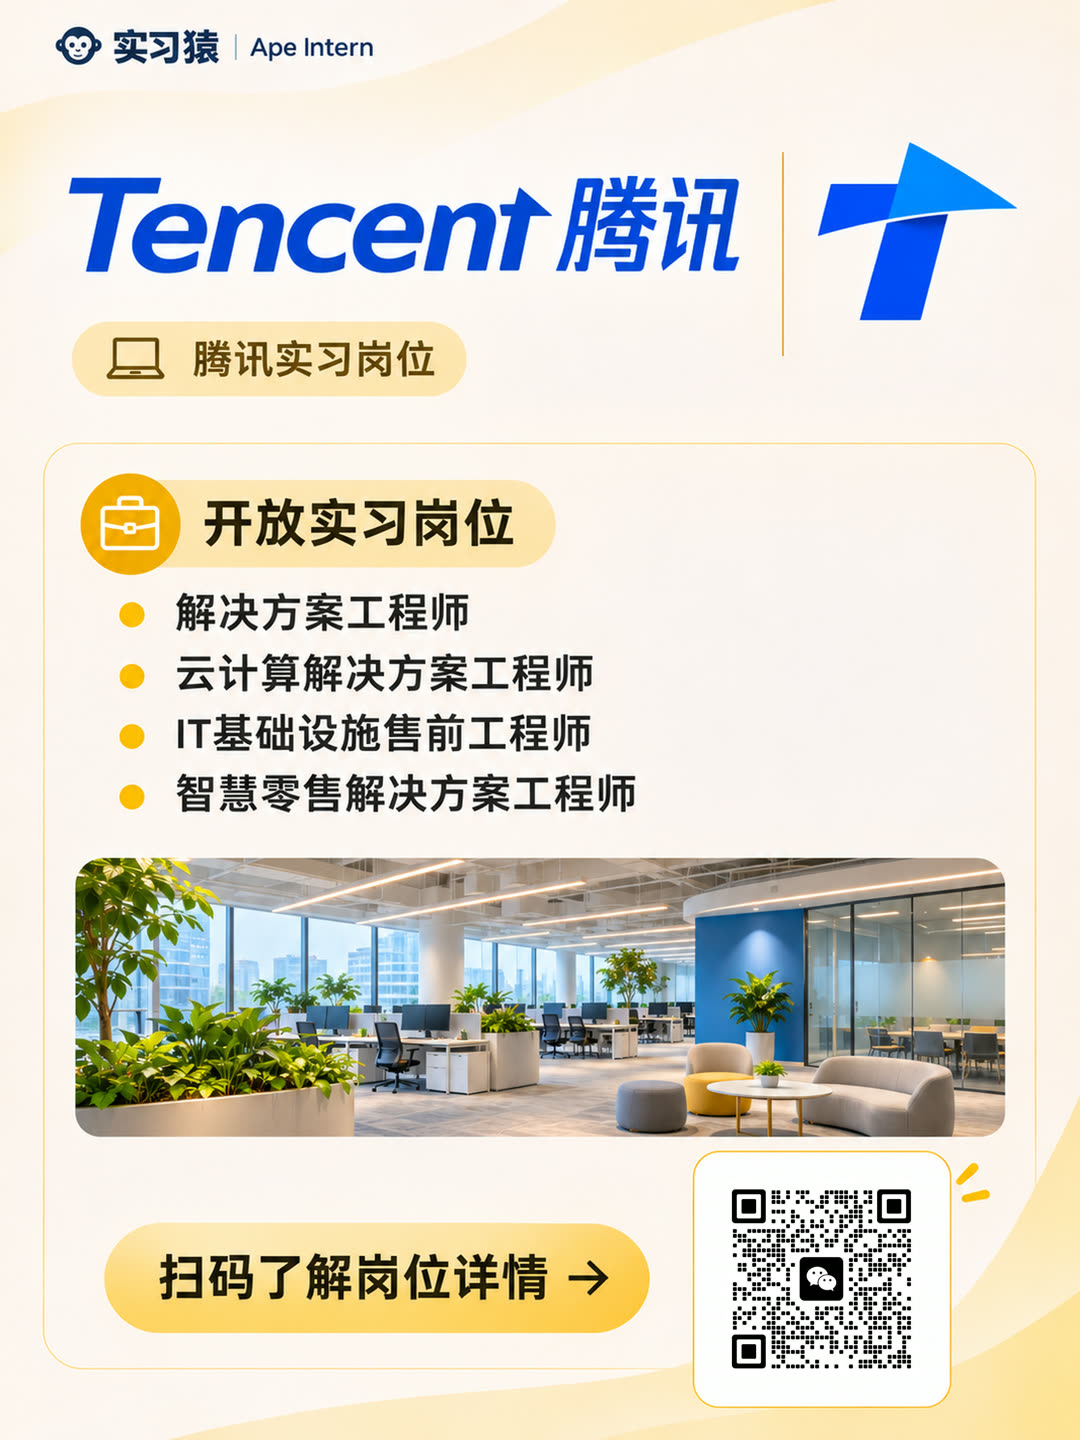 实习猿 | Ape Intern
Tencent 腾讯
腾讯实习岗位
开放实习岗位
解决方案工程师
云计算解决方案工程师
IT基础设施售前工程师
智慧零售解决方案工程师
扫码了解岗位详情 →